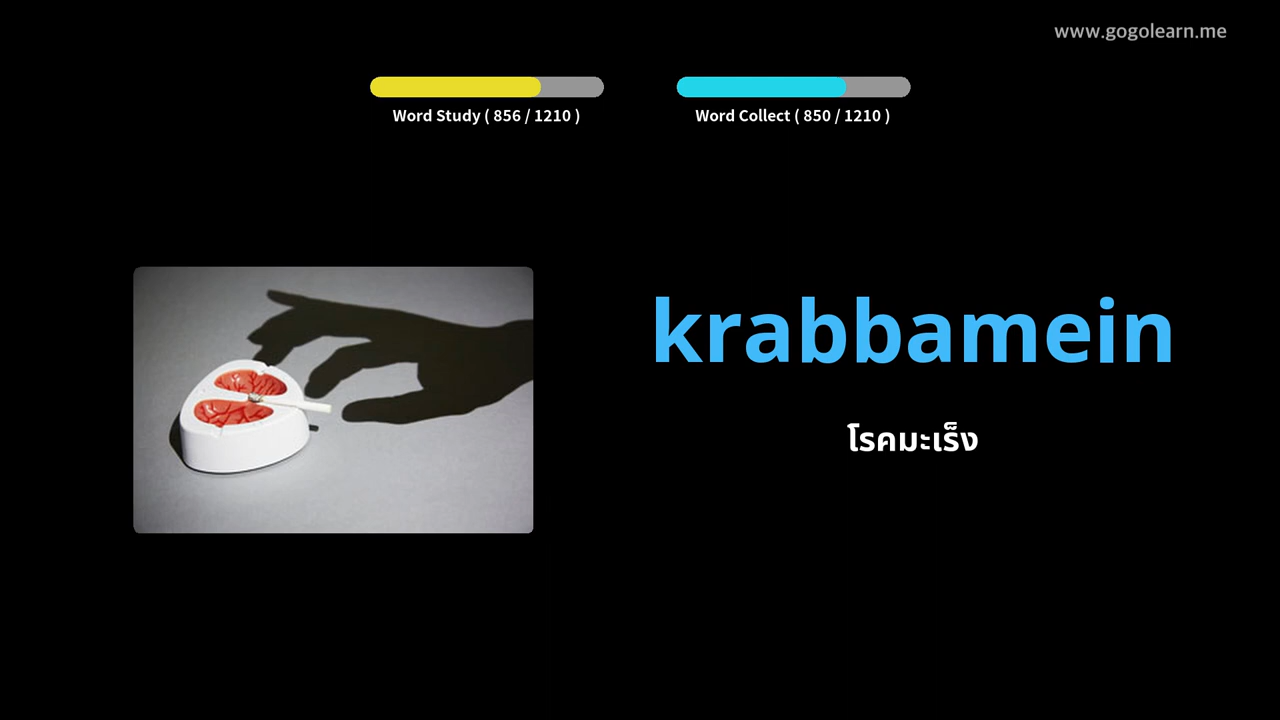 www.gogolearn.me
Word Study ( 856 / 1210 )
Word Collect ( 850 / 1210 )
krabbamein
โรคมะเร็ง